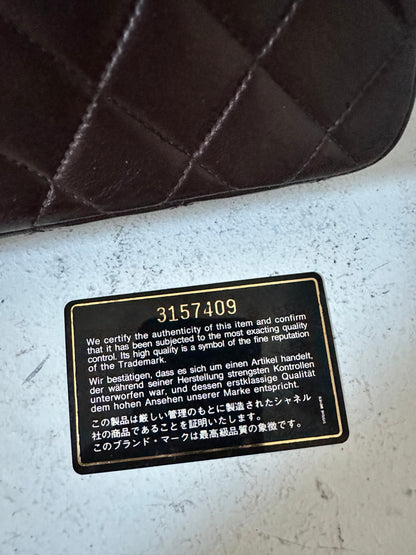 3157409
We certify the authenticity of this item and confirm
that it has been subjected to the most exacting quality
control. Its high quality is a symbol of the fine reputation
of the Trademark.
Wir bestätigen, dass es sich um einen Artikel handelt,
der während seiner Herstellung strengsten Kontrollen
unterworfen war, und dessen erstklassige Qualität
dem hohen Ansehen unserer Marke entspricht.
この製品は厳しい管理のもとに製造されたシャネル
社の商品であることを証明いたします。
このブランド・マークは最高級品質の象徴です。